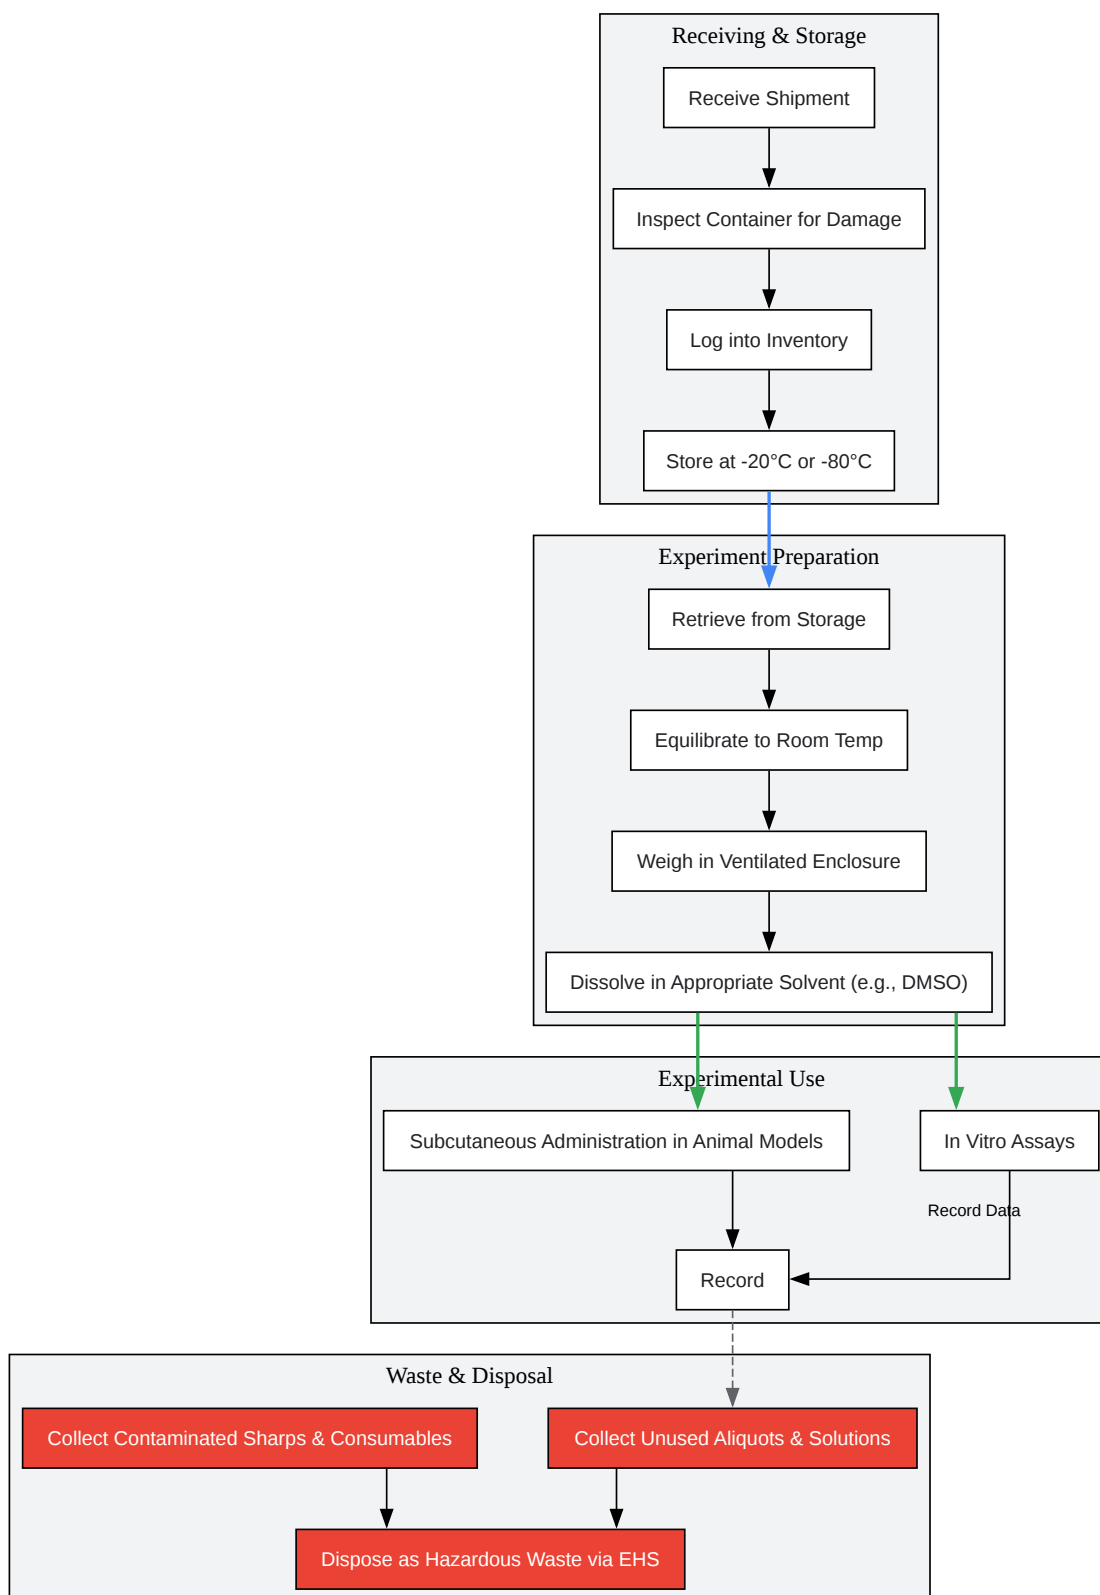 Receiving & Storage
Receive Shipment
Inspect Container for Damage
Log into Inventory
Store at -20°C or -80°C
Experiment Preparation
Retrieve from Storage
Equilibrate to Room Temp
Weigh in Ventilated Enclosure
Dissolve in Appropriate Solvent (e.g., DMSO)
Experimental Use
Subcutaneous Administration in Animal Models
In Vitro Assays
Record Data
Record
Waste & Disposal
Collect Contaminated Sharps & Consumables
Collect Unused Aliquots & Solutions
Dispose as Hazardous Waste via EHS